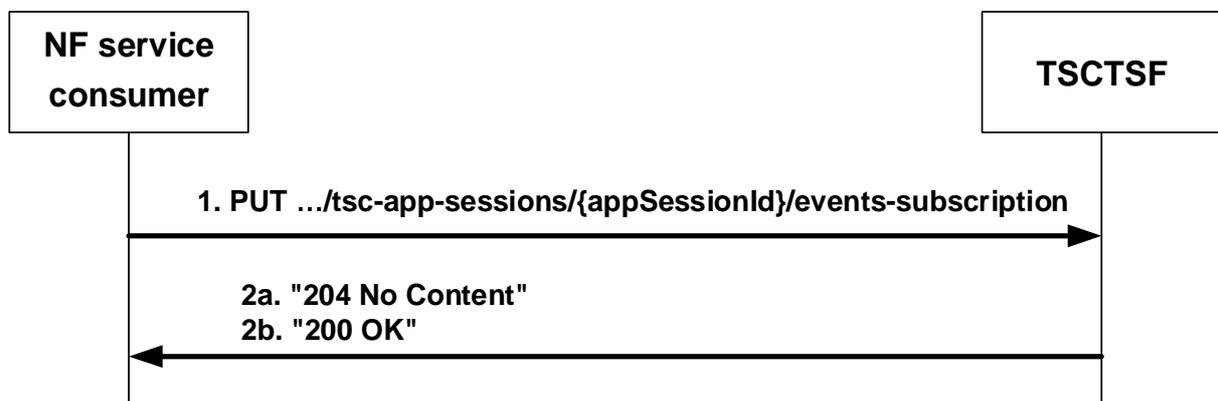 NF service
consumer
TSCTSF
1. PUT …/tsc-app-sessions/{appSessionId}/events-subscription
2a. "204 No Content"
2b. "200 OK"